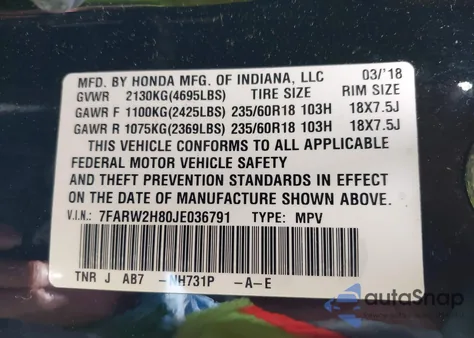 MFD. BY HONDA MFG. OF INDIANA, LLC 03/'18
GVWR 2130KG(4695LBS) TIRE SIZE RIM SIZE
GAWR F 1100KG(2425LBS) 235/60R18 103H 18X7.5J
GAWR R 1075KG(2369LBS) 235/60R18 103H 18X7.5J
THIS VEHICLE CONFORMS TO ALL APPLICABLE
FEDERAL MOTOR VEHICLE SAFETY
AND THEFT PREVENTION STANDARDS IN EFFECT ON
THE DATE OF MANUFACTURE SHOWN ABOVE.
V.I.N.: 7FARW2H80JE036791 TYPE: MPV
TNR J AB7 -NH731P -A-E
autoSnap